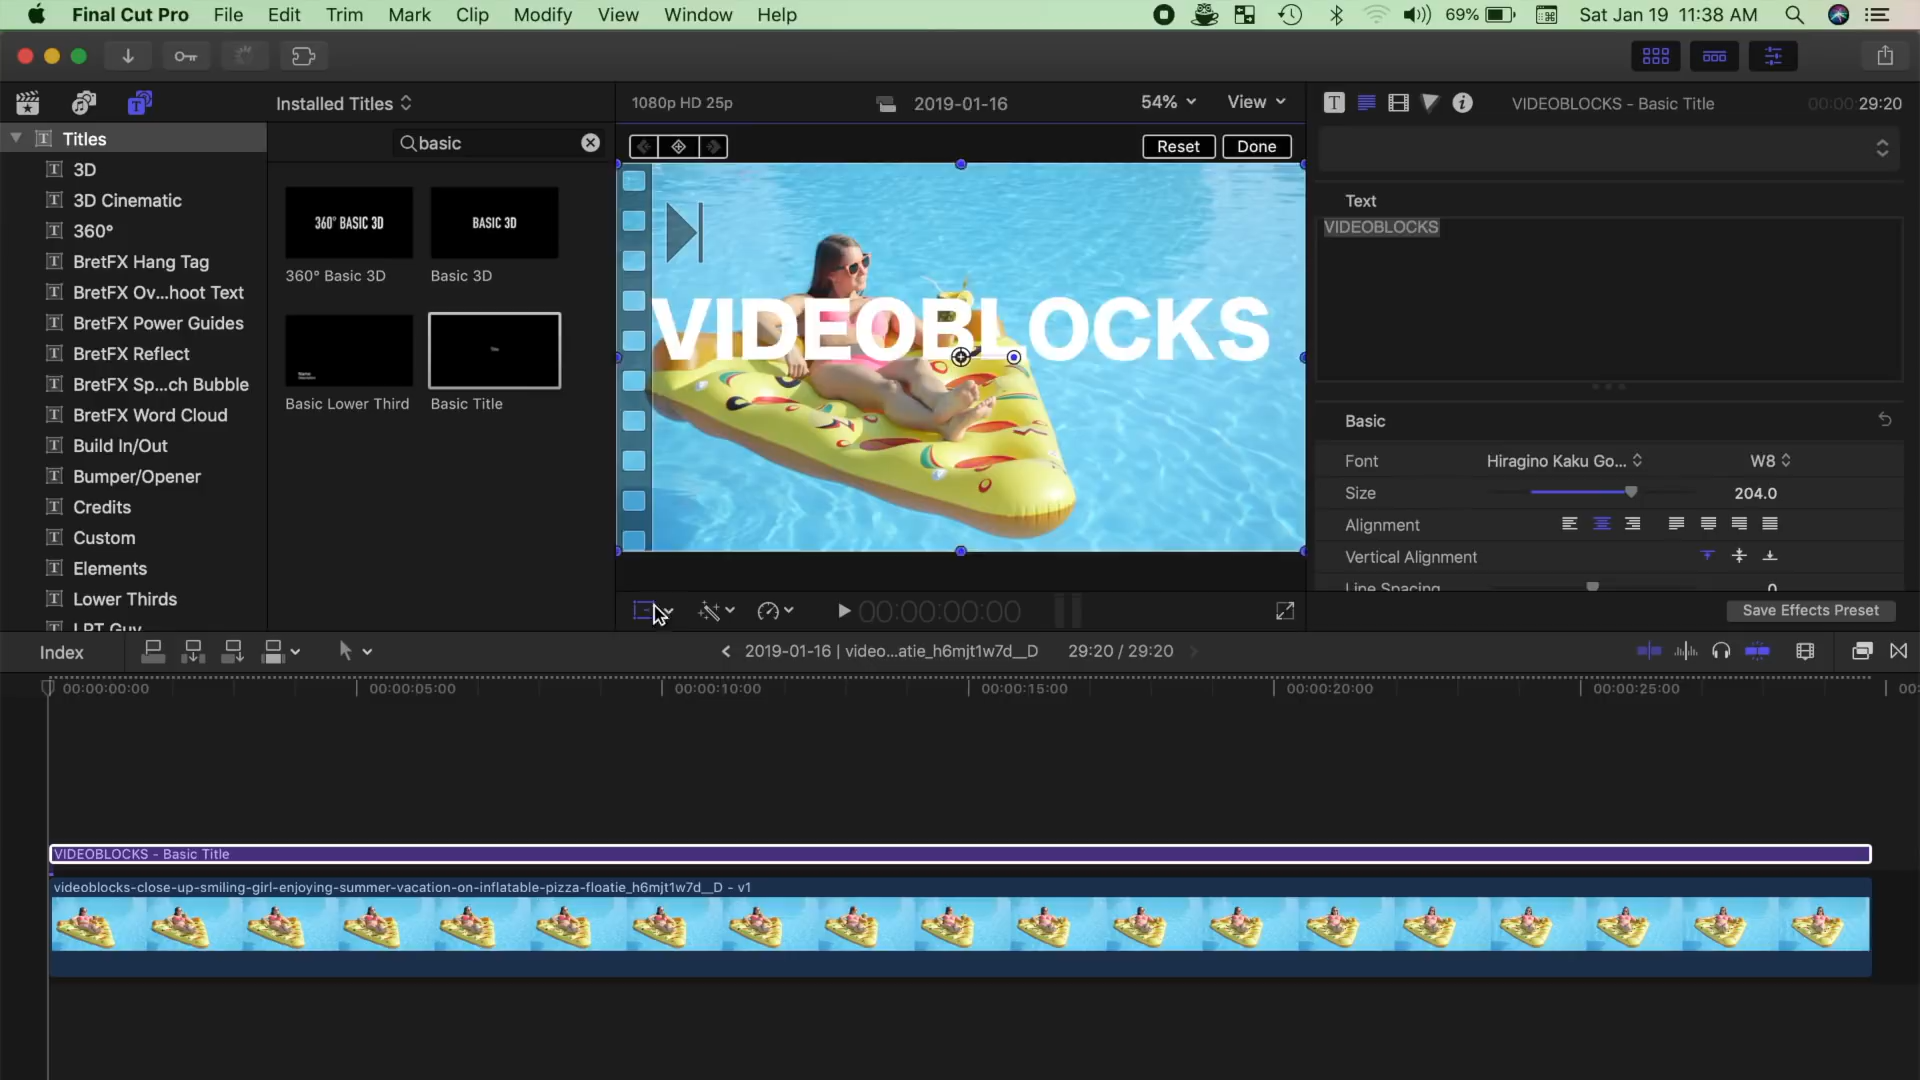 Final Cut Pro File Edit Trim Mark Clip Modify View Window Help 69% Sat Jan 19 11:38 AM
Installed Titles
1080p HD 25p 2019-01-16 54% View
VIDEOBLOCKS - Basic Title 00:00:29:20
Titles
basic
Reset Done
3D
3D Cinematic
360°
BretFX Hang Tag
BretFX Ov...hoot Text
BretFX Power Guides
BretFX Reflect
BretFX Sp...ch Bubble
BretFX Word Cloud
Build In/Out
Bumper/Opener
Credits
Custom
Elements
Lower Thirds
360° BASIC 3D
BASIC 3D
360° Basic 3D
Basic 3D
Title
Basic Lower Third
Basic Title
VIDEOBLOCKS
00:00:00:00
Text
VIDEOBLOCKS
Basic
Font Hiragino Kaku Go... W8
Size 204.0
Alignment
Vertical Alignment
Line Spacing 0
Save Effects Preset
Index
2019-01-16 | video...atie_h6mjt1w7d__D 29:20 / 29:20
00:00:00:00 00:00:05:00 00:00:10:00 00:00:15:00 00:00:20:00 00:00:25:00 00:
VIDEOBLOCKS - Basic Title
videoblocks-close-up-smiling-girl-enjoying-summer-vacation-on-inflatable-pizza-floatie_h6mjt1w7d__D - v1